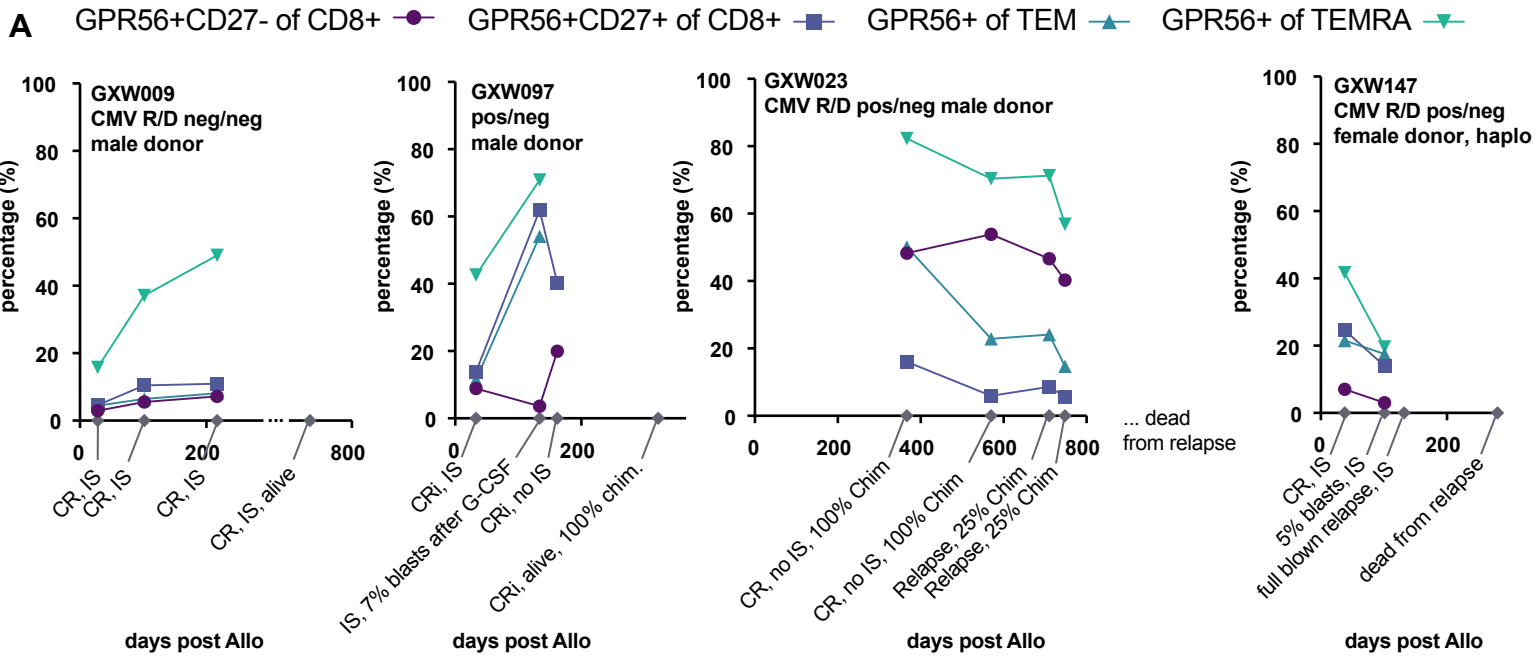 A
GPR56+CD27- of CD8+
GPR56+CD27+ of CD8+
GPR56+ of TEM
GPR56+ of TEMRA
GXW009
CMV R/D neg/neg
male donor
percentage (%)
100
80
60
40
20
0
0
200
...
800
CR, IS
CR, IS
CR, IS
CR, IS, alive
days post Allo
GXW097
pos/neg
male donor
percentage (%)
100
80
60
40
20
0
0
200
CRi, IS
IS, 7% blasts after G-CSF
CRi, no IS
CRi, alive, 100% chim.
days post Allo
GXW023
CMV R/D pos/neg male donor
percentage (%)
100
80
60
40
20
0
0
200
400
600
800
... dead
from relapse
CR, no IS, 100% Chim
CR, no IS, 100% Chim
Relapse, 25% Chim
Relapse, 25% Chim
days post Allo
GXW147
CMV R/D pos/neg
female donor, haplo
percentage (%)
100
80
60
40
20
0
0
200
CR, IS
5% blasts, IS
full blown relapse, IS
dead from relapse
days post Allo